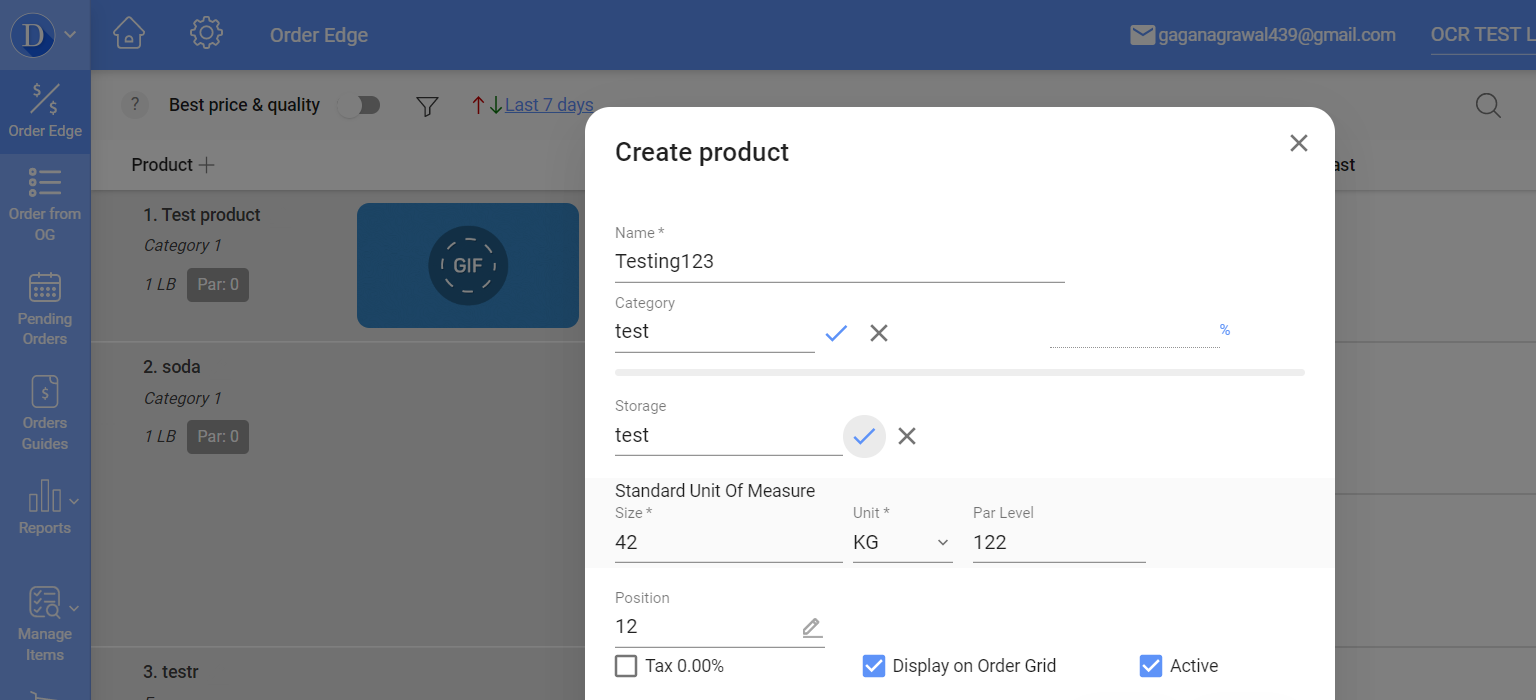 D
Order Edge
gaganagrawal439@gmail.com
OCR TEST L
$
$
Order Edge
?
Best price & quality
Last 7 days
Product
ast
Order from
OG
Pending
Orders
$
Orders
Guides
Reports
Manage
Items
1. Test product
Category 1
1 LB
Par: 0
GIF
2. soda
Category 1
1 LB
Par: 0
3. testr
Create product
Name *
Testing123
Category
test
%
Storage
test
Standard Unit Of Measure
Size *
Unit *
Par Level
42
KG
122
Position
12
Tax 0.00%
Display on Order Grid
Active